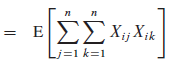 = E [ ∑_{j=1}^{n} ∑_{k=1}^{n} X_{ij} X_{ik} ]